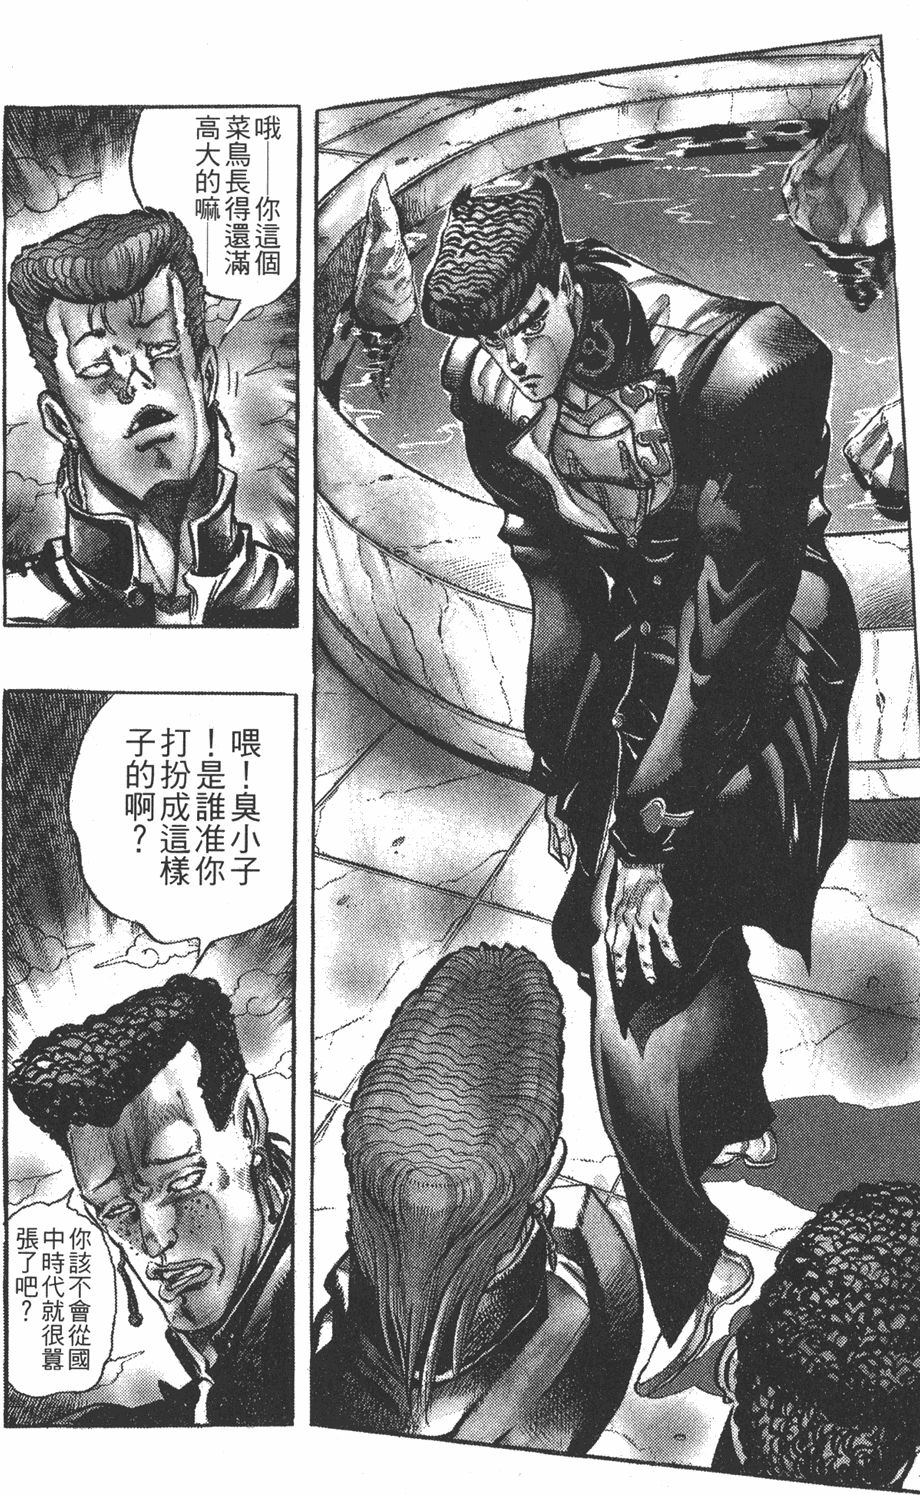 哦——你這個
菜鳥長得還滿
高大的嘛——
喂！臭小子
！是誰准你
打扮成這樣
子的啊？
你該不會從國
中時代就很囂
張了吧？